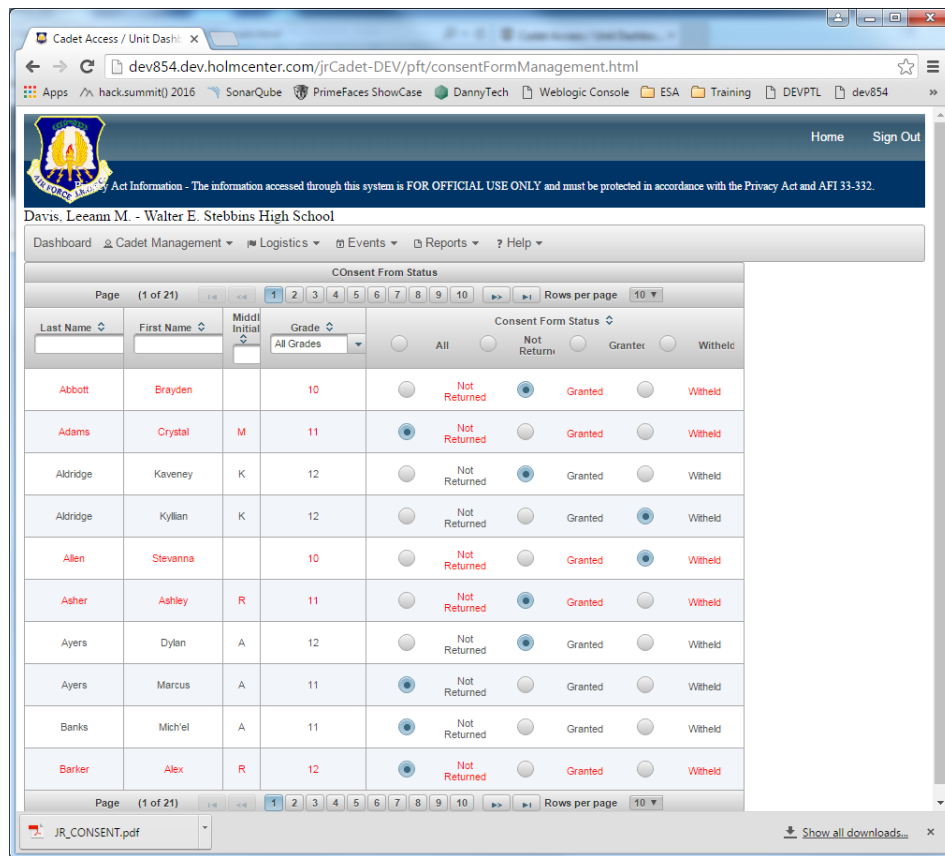 Cadet Access / Unit Dash
dev854.dev.holmcenter.com/jrCadet-DEV/pft/consentFormManagement.html
Apps hack.summit() 2016 SonarQube PrimeFaces ShowCase DannyTech Weblogic Console ESA Training DEVPTL dev854 »
Home Sign Out
Act Information - The information accessed through this system is FOR OFFICIAL USE ONLY and must be protected in accordance with the Privacy Act and AFI 33-332.
Davis, Leeann M. - Walter E. Stebbins High School
Dashboard Cadet Management Logistics Events Reports ? Help
COnsent From Status
Page (1 of 21) 1 2 3 4 5 6 7 8 9 10 Rows per page 10
Last Name First Name Middl Initial Grade Consent Form Status
All Grades All Not Returne Granted Witheld
Abbott Brayden 10 Not Returned Granted Witheld
Adams Crystal M 11 Not Returned Granted Witheld
Aldridge Kaveney K 12 Not Returned Granted Witheld
Aldridge Kyllian K 12 Not Returned Granted Witheld
Allen Stevanna 10 Not Returned Granted Witheld
Asher Ashley R 11 Not Returned Granted Witheld
Ayers Dylan A 12 Not Returned Granted Witheld
Ayers Marcus A 11 Not Returned Granted Witheld
Banks Mich'el A 11 Not Returned Granted Witheld
Barker Alex R 12 Not Returned Granted Witheld
Page (1 of 21) 1 2 3 4 5 6 7 8 9 10 Rows per page 10
JR_CONSENT.pdf Show all downloads...